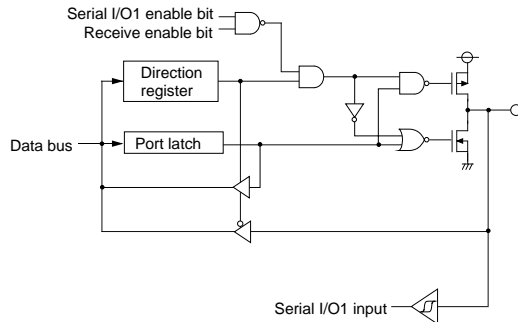 Serial I/O1 enable bit
Receive enable bit
Direction
register
Data bus
Port latch
Serial I/O1 input